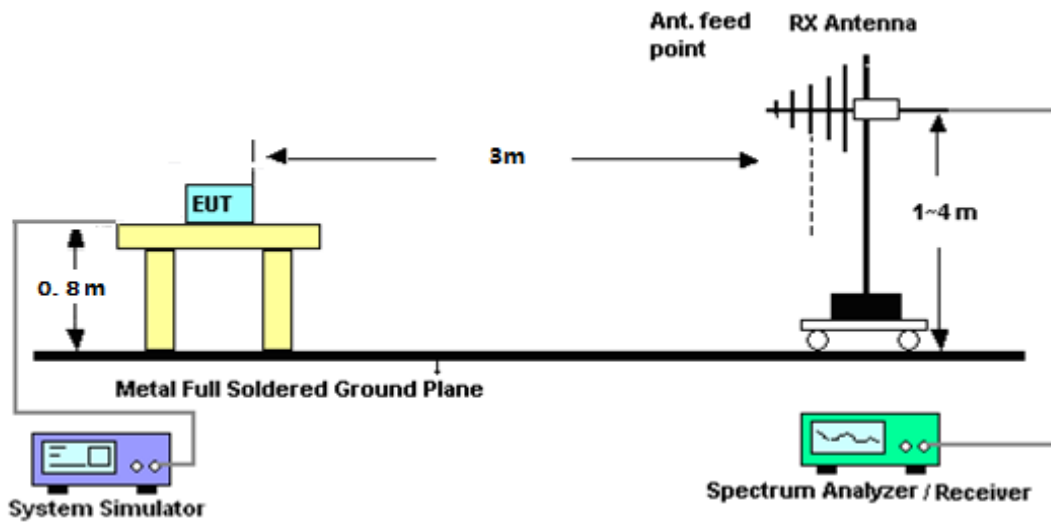 Ant. feed
point
RX Antenna
3m
EUT
1~4 m
0. 8 m
Metal Full Soldered Ground Plane
System Simulator
Spectrum Analyzer / Receiver